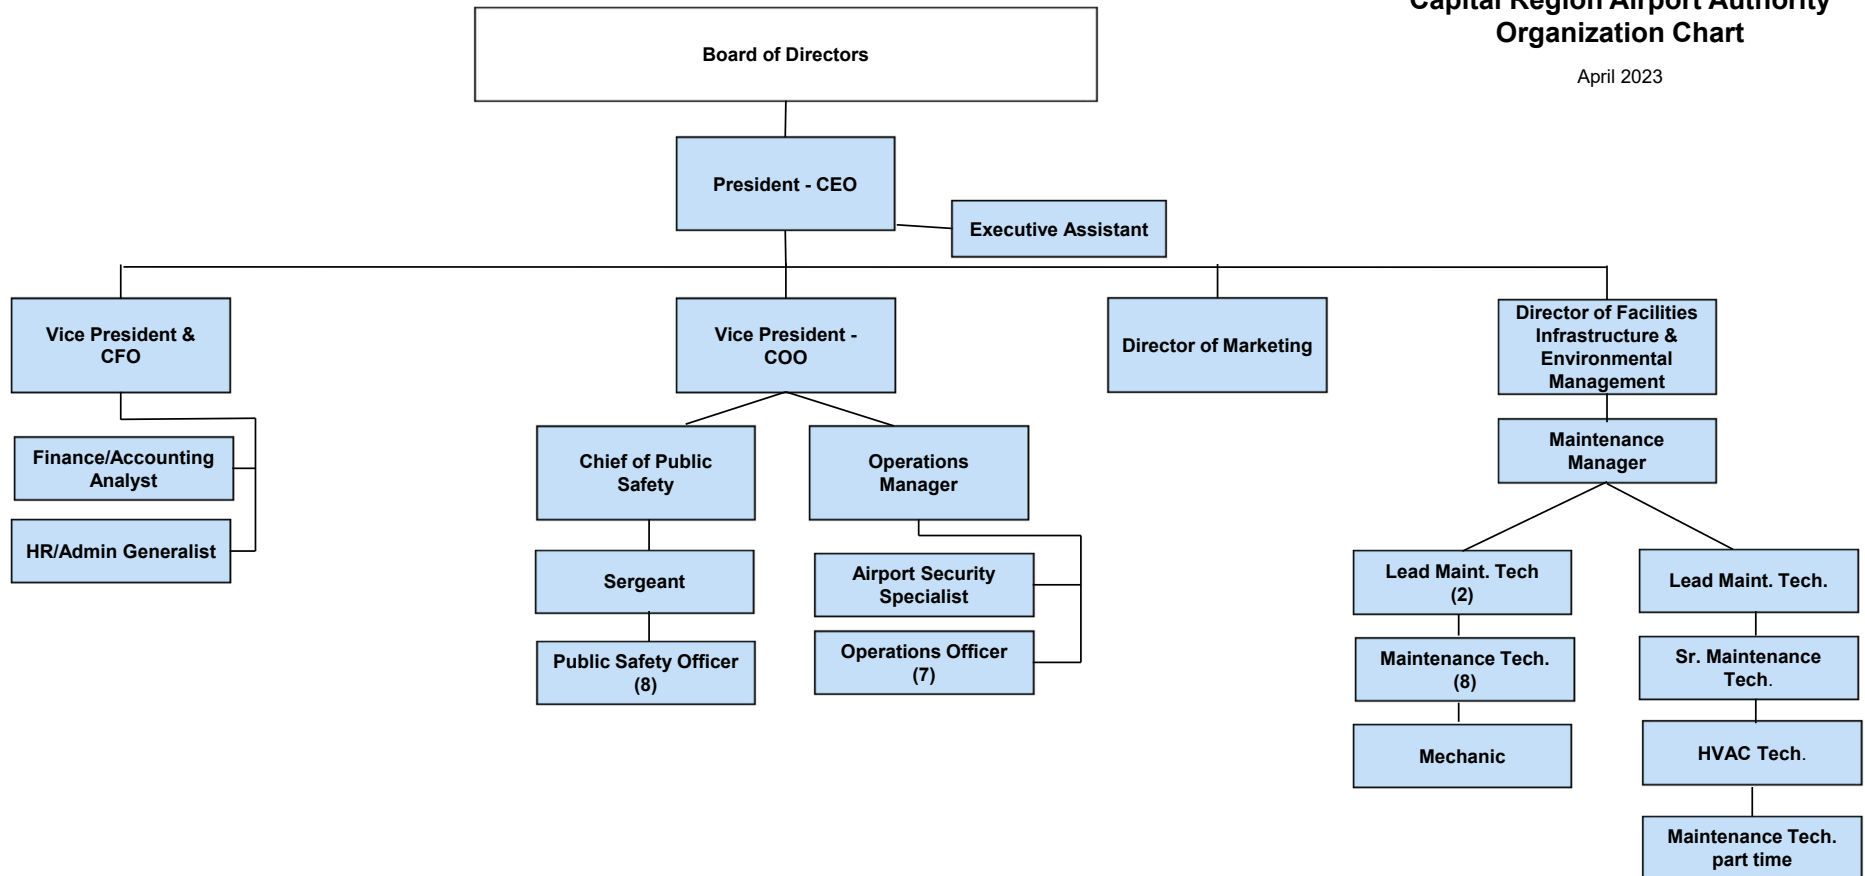 Capital Region Airport Authority
Organization Chart
April 2023
Board of Directors
President - CEO
Executive Assistant
Vice President &
CFO
Vice President -
COO
Director of Marketing
Director of Facilities
Infrastructure &
Environmental
Management
Finance/Accounting
Analyst
HR/Admin Generalist
Chief of Public
Safety
Sergeant
Public Safety Officer
(8)
Operations
Manager
Airport Security
Specialist
Operations Officer
(7)
Maintenance
Manager
Lead Maint. Tech
(2)
Maintenance Tech.
(8)
Mechanic
Lead Maint. Tech.
Sr. Maintenance
Tech.
HVAC Tech.
Maintenance Tech.
part time